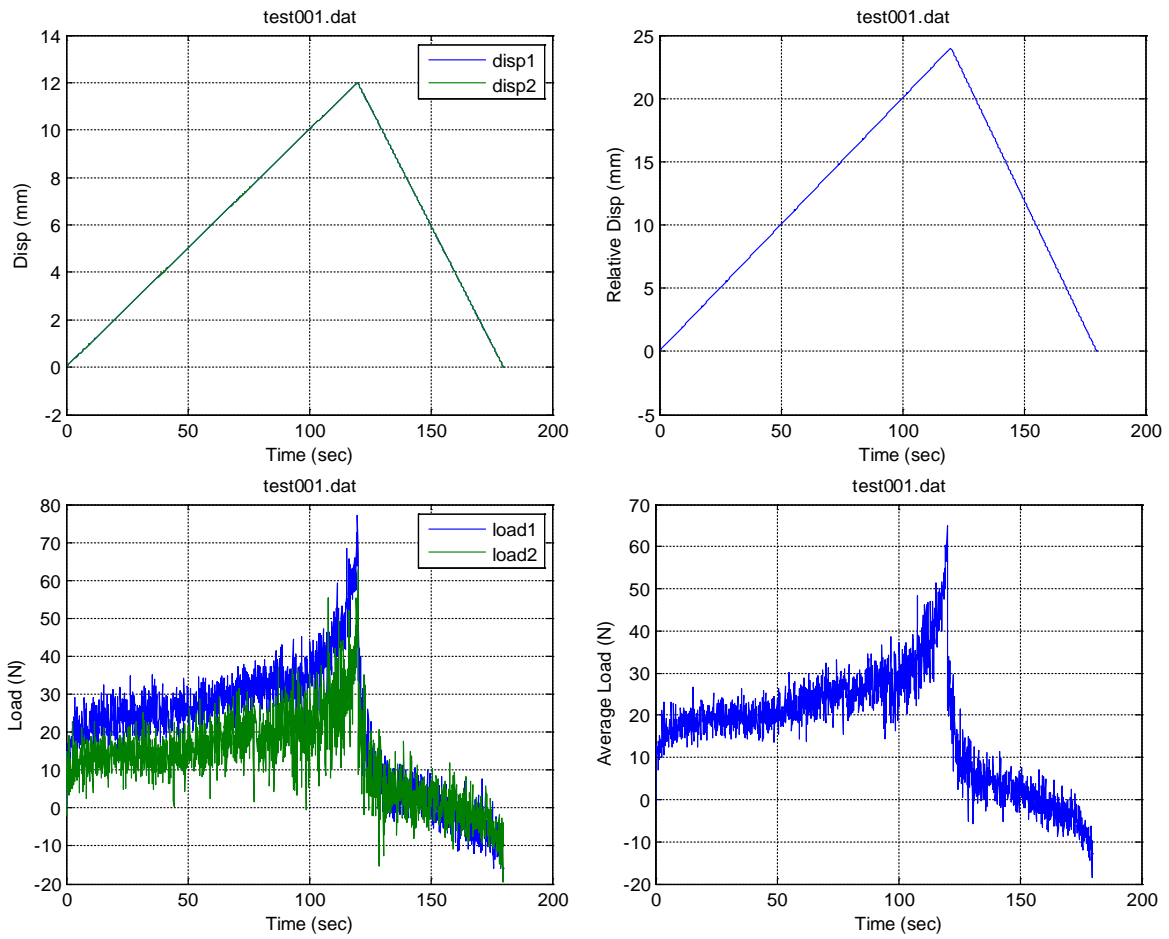 test001.dat
14
12
10
8
6
4
2
0
-2
Disp (mm)
disp1
disp2
0 50 100 150 200
Time (sec)
test001.dat
25
20
15
10
5
0
-5
Relative Disp (mm)
0 50 100 150 200
Time (sec)
test001.dat
80
70
60
50
40
30
20
10
0
-10
-20
Load (N)
load1
load2
0 50 100 150 200
Time (sec)
test001.dat
70
60
50
40
30
20
10
0
-10
-20
Average Load (N)
0 50 100 150 200
Time (sec)